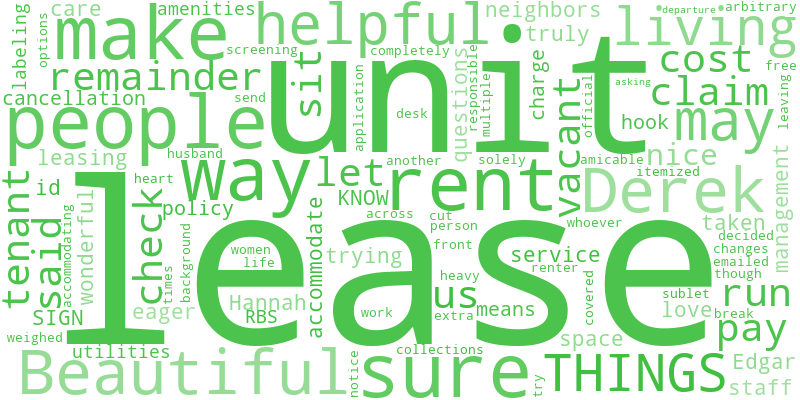 departure
arbitrary
labeling
options
care
amenities
make
helpful
neighbors
truly
living
screening
completely
free
remainder
cancellation
send
people
unit
sit
application
desk
questions
responsible
multiple
charge
vacant
official
cost
asking
claim
leaving
hook
may
leasing
husband
way
let
another
solely
amicable
nice
itemized
heart
id
KNOW
rent
Derek
tenant
said
accommodating
wonderful
check
policy
times
background
accommodate
across
cut
person
whoever
taken
management
women
life
trying
front
service
decided
changes
emailed
though
heavy
renter
covered
sublet
run
lease
us
Hannah
RBS
SIGN
eager
work
extra
means
love
break
pay
weighed
utilities
notice
collections
space
Beautiful
sure
try
THINGS
Edgar
staff